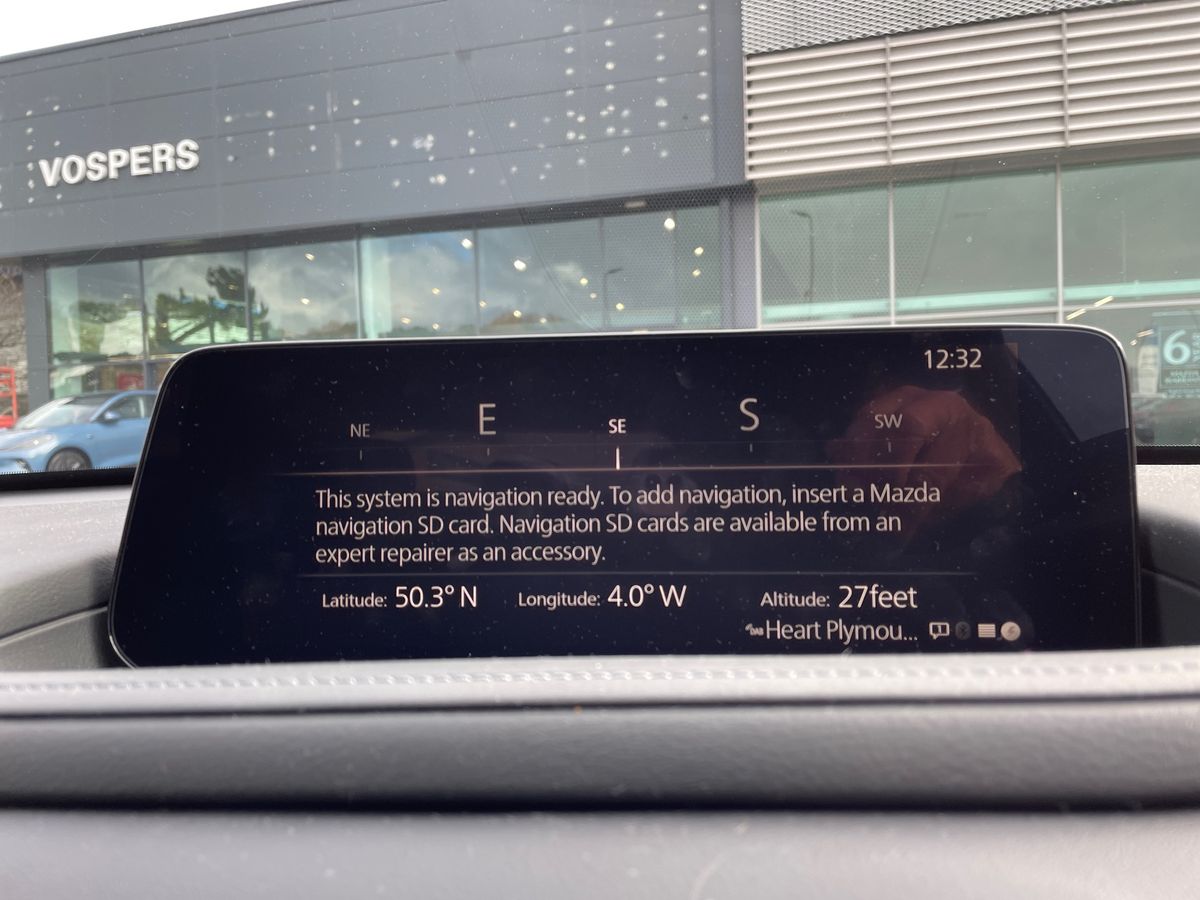 VOSPERS
6
12:32
NE E SE S SW
This system is navigation ready. To add navigation, insert a Mazda
navigation SD card. Navigation SD cards are available from an
expert repairer as an accessory.
Latitude: 50.3° N Longitude: 4.0° W Altitude: 27feet
DAB Heart Plymou...